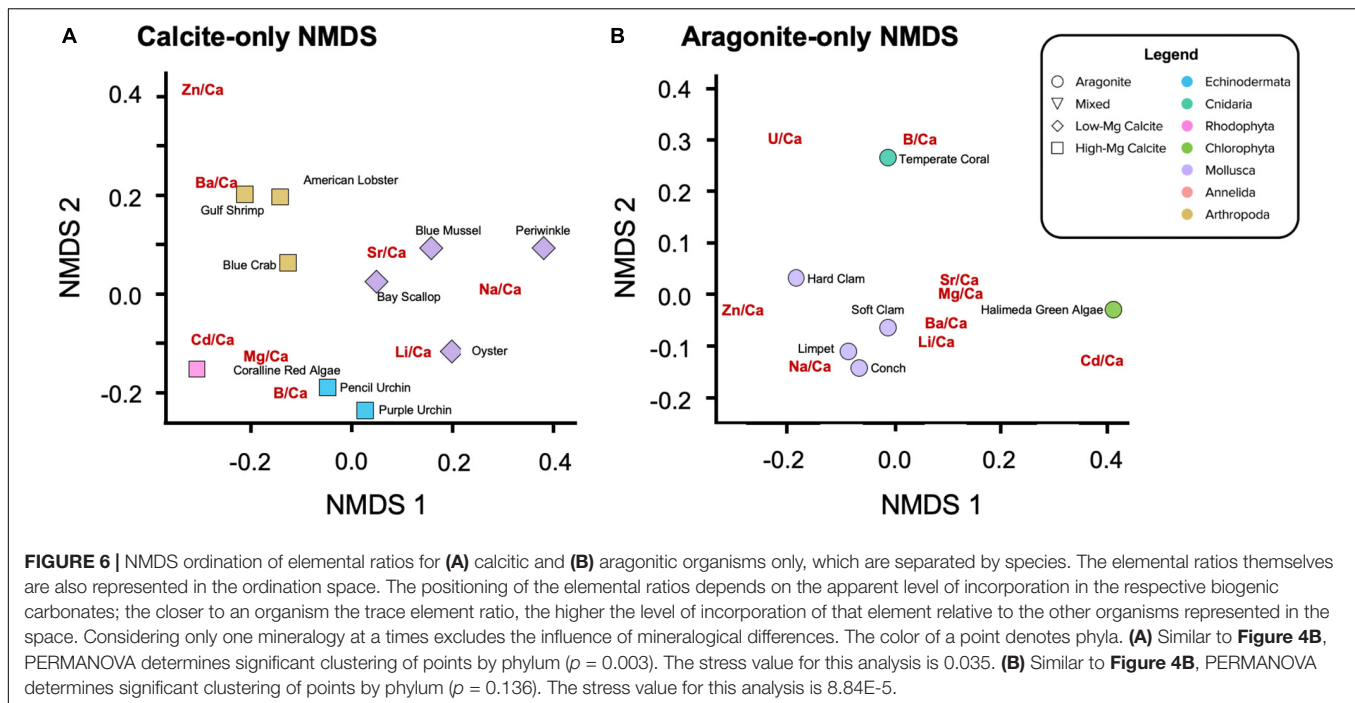 A Calcite-only NMDS
0.4
0.2
0.0
-0.2
NMDS 2
-0.2 0.0 0.2 0.4
NMDS 1
Zn/Ca
Ba/Ca
American Lobster
Gulf Shrimp
Blue Mussel
Periwinkle
Sr/Ca
Blue Crab
Bay Scallop
Na/Ca
Cd/Ca
Mg/Ca
Li/Ca
Oyster
Coralline Red Algae
B/Ca
Pencil Urchin
Purple Urchin
B Aragonite-only NMDS
0.4
0.3
0.2
0.1
0.0
-0.1
-0.2
NMDS 2
-0.2 0.0 0.2 0.4
NMDS 1
U/Ca
B/Ca
Temperate Coral
Hard Clam
Sr/Ca
Mg/Ca
Zn/Ca
Soft Clam
Halimeda Green Algae
Ba/Ca
Li/Ca
Limpet
Na/Ca
Conch
Cd/Ca
Legend
Aragonite
Mixed
Low-Mg Calcite
High-Mg Calcite
Echinodermata
Cnidaria
Rhodophyta
Chlorophyta
Mollusca
Annelida
Arthropoda
FIGURE 6 | NMDS ordination of elemental ratios for (A) calcitic and (B) aragonitic organisms only, which are separated by species. The elemental ratios themselves
are also represented in the ordination space. The positioning of the elemental ratios depends on the apparent level of incorporation in the respective biogenic
carbonates; the closer to an organism the trace element ratio, the higher the level of incorporation of that element relative to the other organisms represented in the
space. Considering only one mineralogy at a times excludes the influence of mineralogical differences. The color of a point denotes phyla. (A) Similar to Figure 4B,
PERMANOVA determines significant clustering of points by phylum (p = 0.003). The stress value for this analysis is 0.035. (B) Similar to Figure 4B, PERMANOVA
determines significant clustering of points by phylum (p = 0.136). The stress value for this analysis is 8.84E-5.